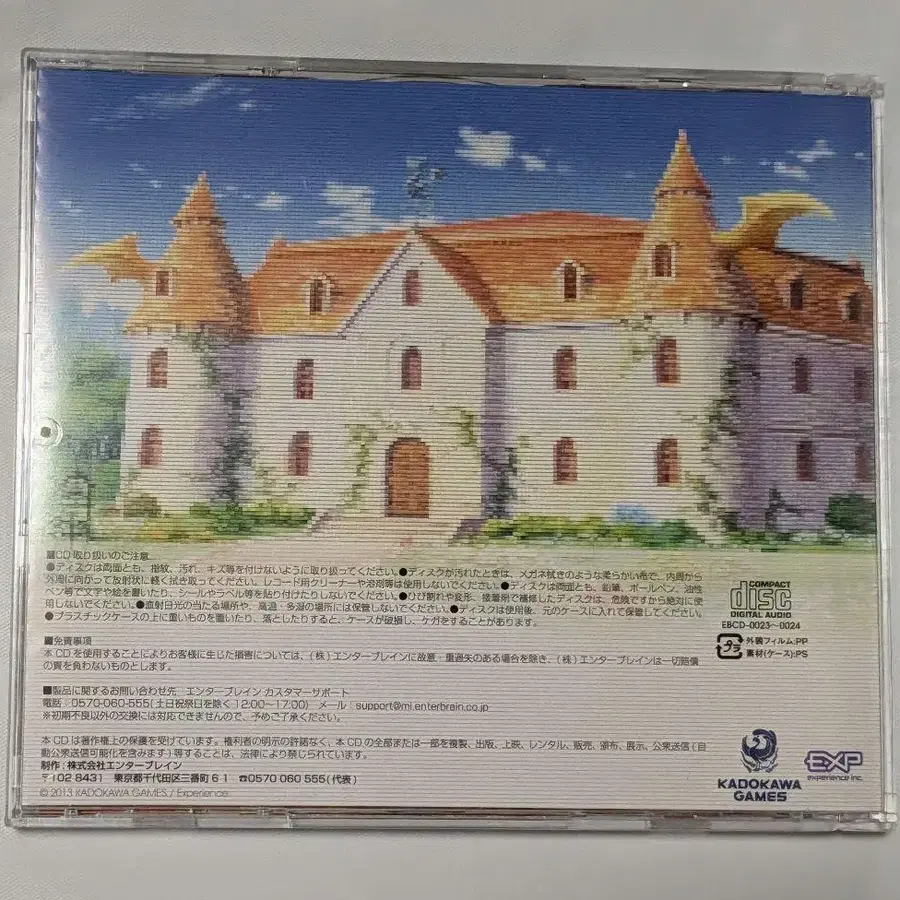 ■CD取り扱いのご注意
●ディスクは両面とも、指紋、汚れ、キズ等を付けないように取り扱ってください。●ディスクが汚れたときは、メガネ拭きのような柔らかい布で、内周から
外周に向かって放射状に軽く拭き取ってください。レコード用クリーナーや溶剤等は使用しないでください。●ディスクは両面とも、鉛筆、ボールペン、油性
ペン等で文字や絵を書いたり、シールやラベル等を貼り付けたりしないでください。●ひび割れや変形、接着剤で補修したディスクは、危険ですから絶対に使
用しないでください。●直射日光の当たる場所や、高温・多湿の場所には保管しないでください。●ディスクは使用後、元のケースに入れて保管してください。
●プラスチックケースの上に重いものを置いたり、落としたりすると、ケースが破損し、ケガをすることがあります。
COMPACT
disc
DIGITAL AUDIO
EBCD-0023〜0024
プラ
外装フィルム:PP
素材(ケース):PS
■免責事項
本CDを使用することによりお客様に生じた損害については、(株)エンターブレインに故意・重過失のある場合を除き、(株)エンターブレインは一切賠償
の責を負わないものとします。
■製品に関するお問い合わせ先 エンターブレイン カスタマーサポート
電話:0570-060-555(土日祝祭日を除く 12:00〜17:00) メール:support@ml.enterbrain.co.jp
※初期不良以外の交換には対応できませんので、予めご了承ください。
本CDは著作権上の保護を受けています。権利者の明示の許諾なく、本CDの全部または一部を複製、出版、上映、レンタル、販売、頒布、展示、公衆送信(自
動公衆送信可能化を含みます)等することは、法律により禁じられています。
制作:株式会社エンターブレイン
〒102 8431 東京都千代田区三番町6 1 ☎0570 060 555(代表)
© 2013 KADOKAWA GAMES / Experience
KADOKAWA
GAMES
EXP
experience inc.